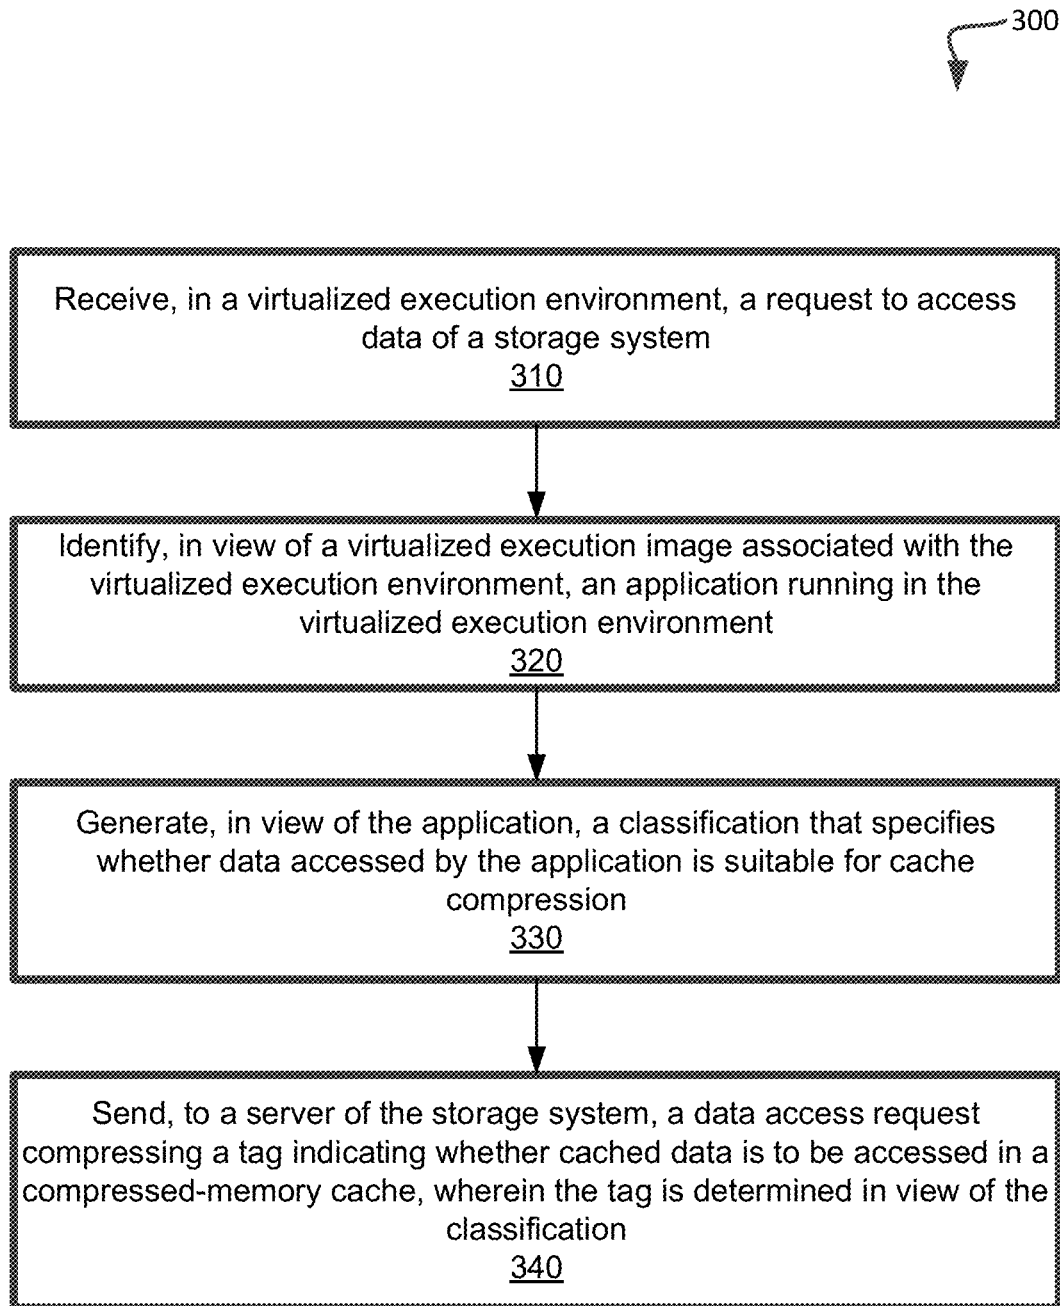 300
Receive, in a virtualized execution environment, a request to access
data of a storage system
310
Identify, in view of a virtualized execution image associated with the
virtualized execution environment, an application running in the
virtualized execution environment
320
Generate, in view of the application, a classification that specifies
whether data accessed by the application is suitable for cache
compression
330
Send, to a server of the storage system, a data access request
compressing a tag indicating whether cached data is to be accessed in a
compressed-memory cache, wherein the tag is determined in view of the
classification
340